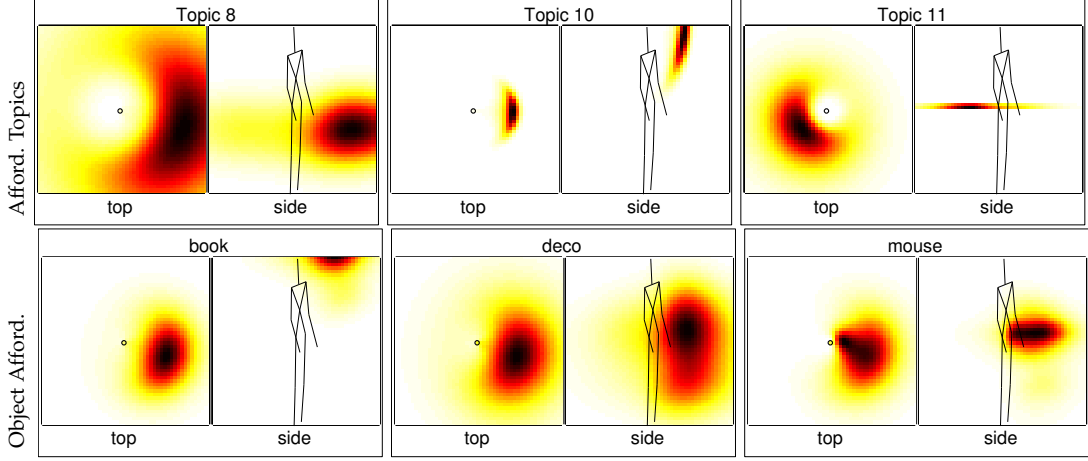 Topic 8
Topic 10
Topic 11
Afford. Topics
top
side
top
side
top
side
book
deco
mouse
Object Afford.
top
side
top
side
top
side